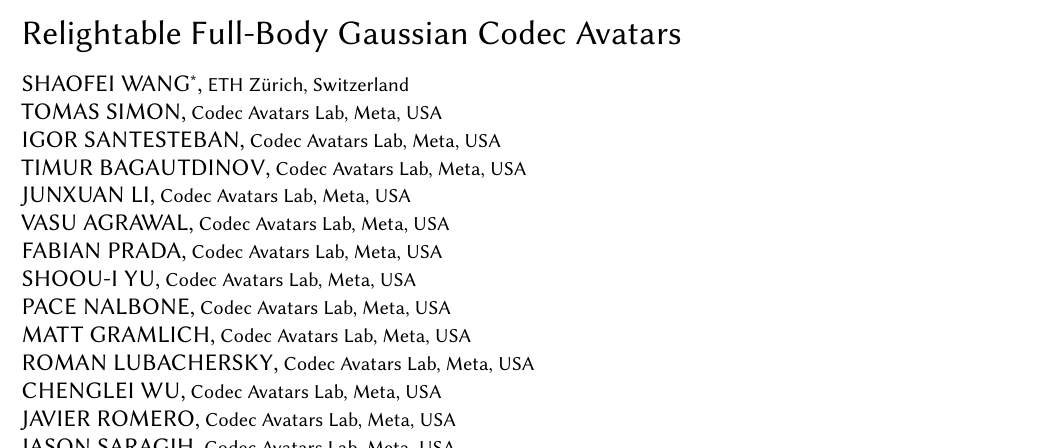 Relightable Full-Body Gaussian Codec Avatars
SHAOFEI WANG*, ETH Zürich, Switzerland
TOMAS SIMON, Codec Avatars Lab, Meta, USA
IGOR SANTESTEBAN, Codec Avatars Lab, Meta, USA
TIMUR BAGAUTDINOV, Codec Avatars Lab, Meta, USA
JUNXUAN LI, Codec Avatars Lab, Meta, USA
VASU AGRAWAL, Codec Avatars Lab, Meta, USA
FABIAN PRADA, Codec Avatars Lab, Meta, USA
SHOOU-I YU, Codec Avatars Lab, Meta, USA
PACE NALBONE, Codec Avatars Lab, Meta, USA
MATT GRAMLICH, Codec Avatars Lab, Meta, USA
ROMAN LUBACHERSKY, Codec Avatars Lab, Meta, USA
CHENGLEI WU, Codec Avatars Lab, Meta, USA
JAVIER ROMERO, Codec Avatars Lab, Meta, USA
JASON SARAGIH, Codec Avatars Lab, Meta, USA